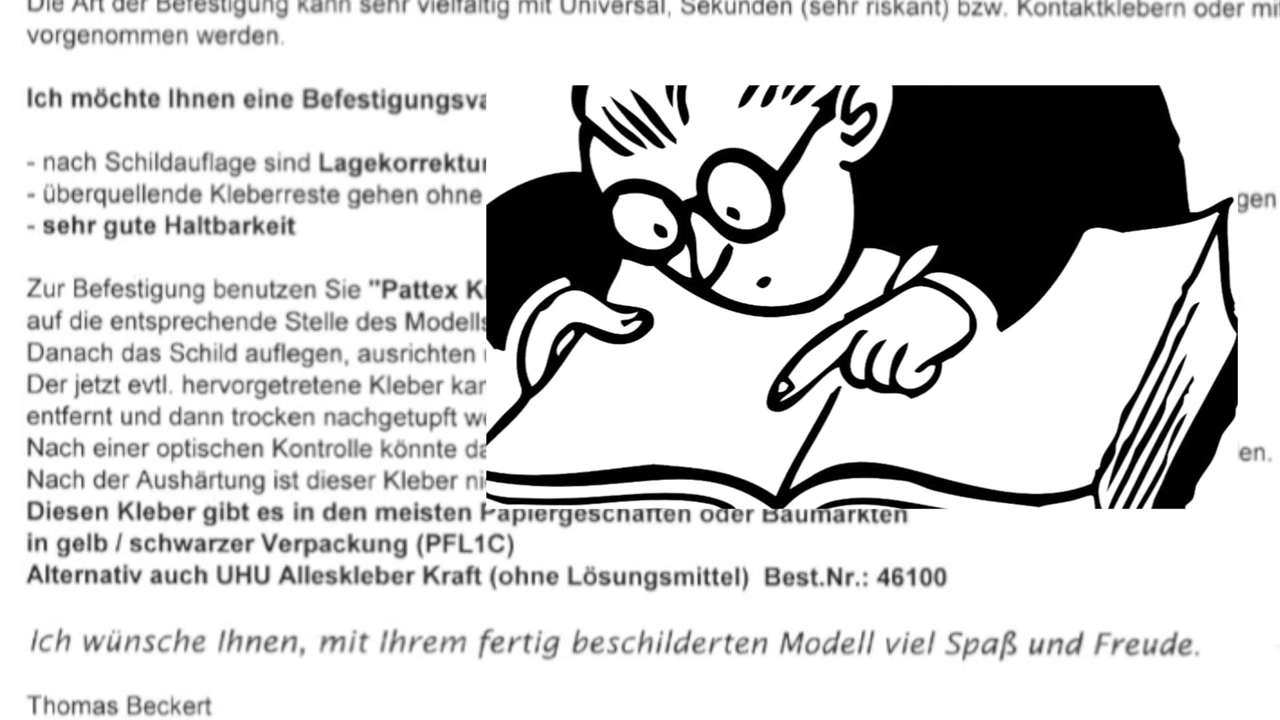 Die Art der Befestigung kann sehr vielfältig mit Universal, Sekunden (sehr riskant) bzw. Kontaktklebern oder mit
vorgenommen werden.
Ich möchte Ihnen eine
- nach Schildauflage sind
- überquellende Kleberreste gehen ohne
- sehr gute Haltbarkeit
Zur Befestigung benutzen Sie "Pattex
auf die entsprechende Stelle des Modells
Danach das Schild auflegen, ausrichten
Der jetzt evtl. hervorgetretene Kleber
entfernt und dann trocken nachgetupft
Nach einer optischen Kontrolle könnte
Nach der Aushärtung ist dieser Kleber
Diesen Kleber gibt es in den meisten Papiergeschäften oder Baumärkten
in gelb / schwarzer Verpackung (PFL1C)
Alternativ auch UHU Alleskleber Kraft (ohne Lösungsmittel) Best.Nr.: 46100
Ich wünsche Ihnen, mit Ihrem fertig beschilderten Modell viel Spaß und Freude.
Thomas Beckert